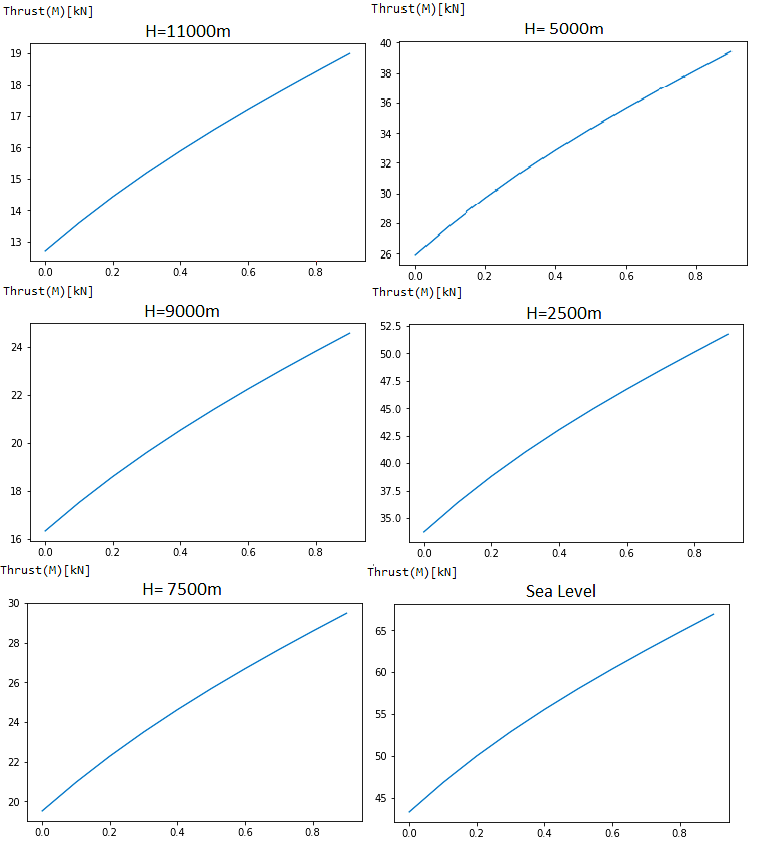 Thrust(M)[kN]
H=11000m
19
18
17
16
15
14
13
0.0 0.2 0.4 0.6 0.8
Thrust(M)[kN]
H= 5000m
40
38
36
34
32
30
28
26
0.0 0.2 0.4 0.6 0.8
Thrust(M)[kN]
H=9000m
24
22
20
18
16
0.0 0.2 0.4 0.6 0.8
Thrust(M)[kN]
H=2500m
52.5
50.0
47.5
45.0
42.5
40.0
37.5
35.0
0.0 0.2 0.4 0.6 0.8
Thrust(M)[kN]
H= 7500m
30
28
26
24
22
20
0.0 0.2 0.4 0.6 0.8
Thrust(M)[kN]
Sea Level
65
60
55
50
45
0.0 0.2 0.4 0.6 0.8